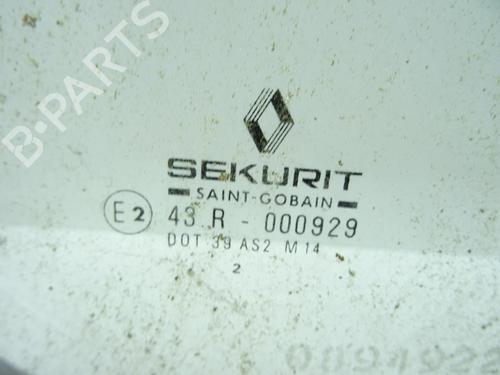 B-PARTS
SEKURIT
SAINT-GOBAIN
E2 43 R - 000929
DOT 39 AS2 M14
2